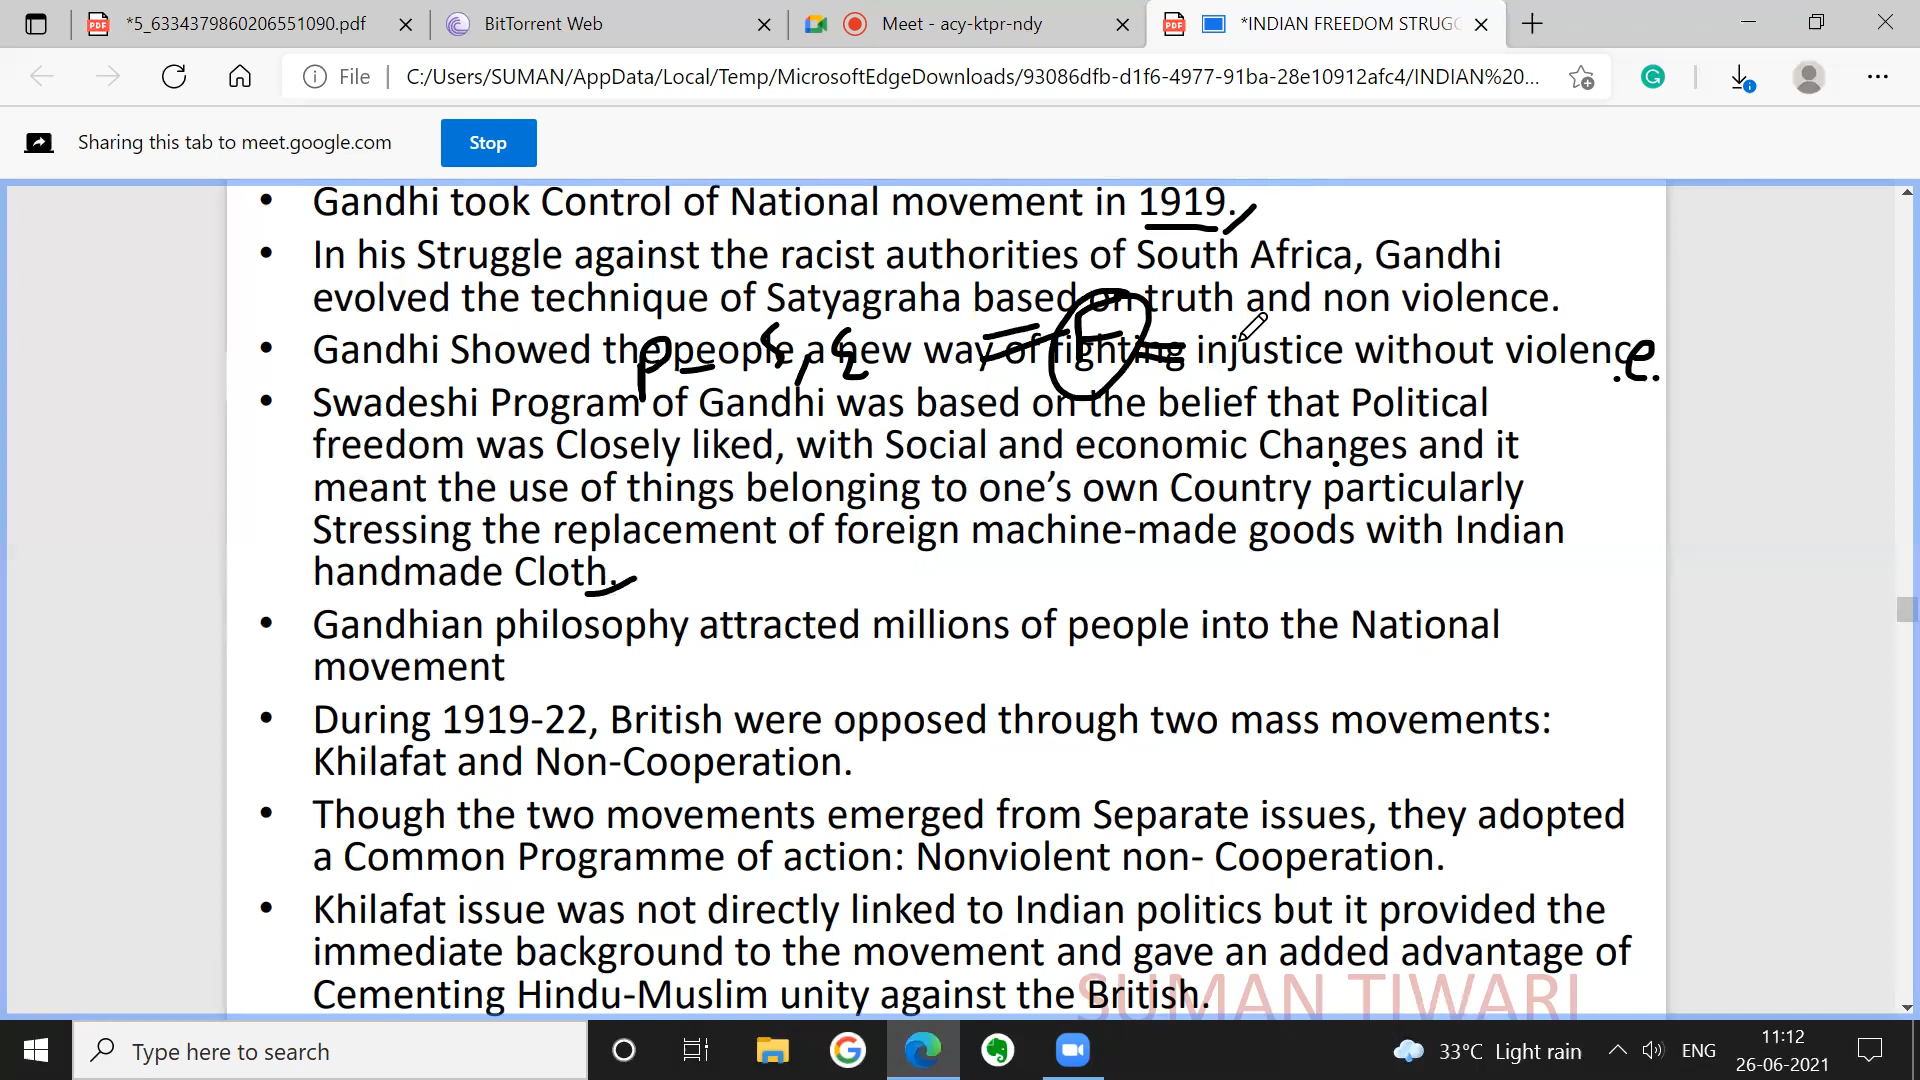 *5_6334379860206551090.pdf
BitTorrent Web
Meet - acy-ktpr-ndy
*INDIAN FREEDOM STRUGG
File
C:/Users/SUMAN/AppData/Local/Temp/MicrosoftEdgeDownloads/93086dfb-d1f6-4977-91ba-28e10912afc4/INDIAN%20...
Sharing this tab to meet.google.com
Stop
• Gandhi took Control of National movement in 1919.
• In his Struggle against the racist authorities of South Africa, Gandhi
evolved the technique of Satyagraha based on truth and non violence.
• Gandhi Showed the people a new way of fighting injustice without violence
• Swadeshi Program of Gandhi was based on the belief that Political
freedom was Closely liked, with Social and economic Changes and it
meant the use of things belonging to one's own Country particularly
Stressing the replacement of foreign machine-made goods with Indian
handmade Cloth.
• Gandhian philosophy attracted millions of people into the National
movement
• During 1919-22, British were opposed through two mass movements:
Khilafat and Non-Cooperation.
• Though the two movements emerged from Separate issues, they adopted
a Common Programme of action: Nonviolent non- Cooperation.
• Khilafat issue was not directly linked to Indian politics but it provided the
immediate background to the movement and gave an added advantage of
Cementing Hindu-Muslim unity against the British.
SUMAN TIWARI
Type here to search
33°C Light rain
ENG
11:12
26-06-2021